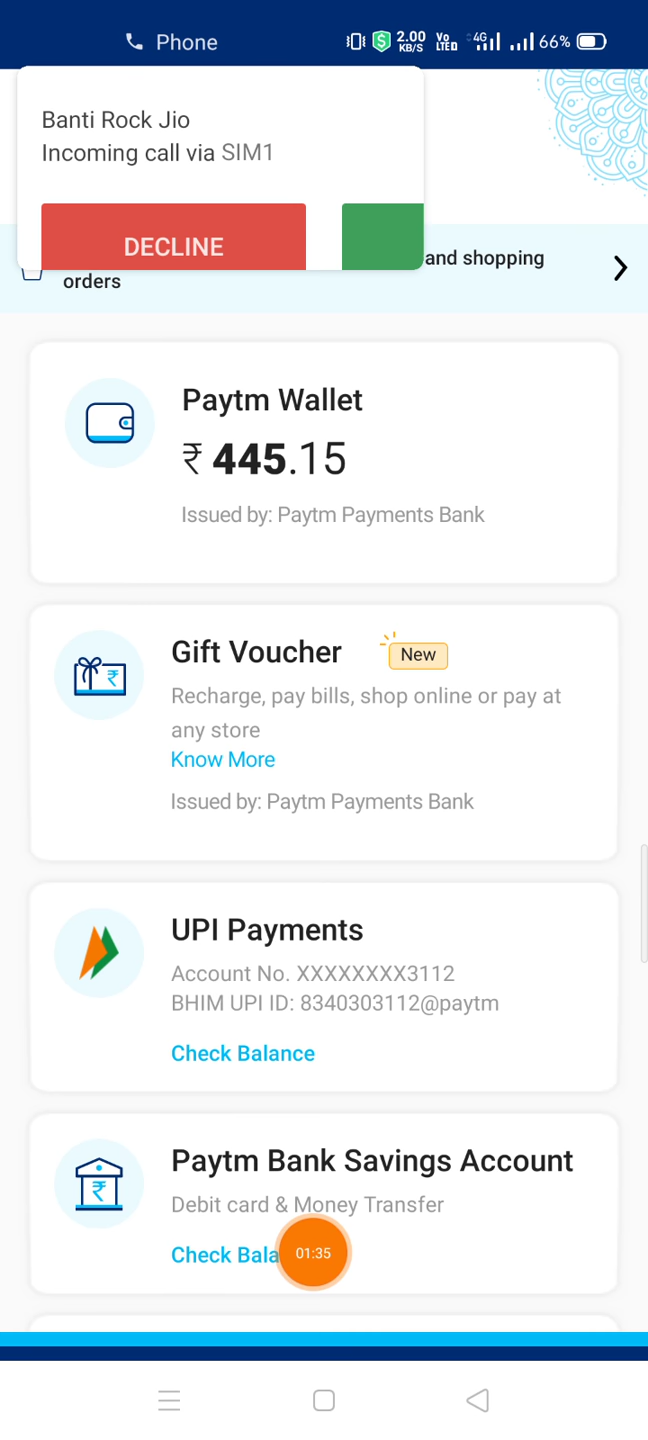 Phone
2.00 KB/S
Vo LTED
4G
66%
Banti Rock Jio
Incoming call via SIM1
DECLINE
and shopping
orders
Paytm Wallet
₹ 445.15
Issued by: Paytm Payments Bank
Gift Voucher
New
Recharge, pay bills, shop online or pay at
any store
Know More
Issued by: Paytm Payments Bank
UPI Payments
Account No. XXXXXXXX3112
BHIM UPI ID: 8340303112@paytm
Check Balance
Paytm Bank Savings Account
Debit card & Money Transfer
Check Bala
01:35